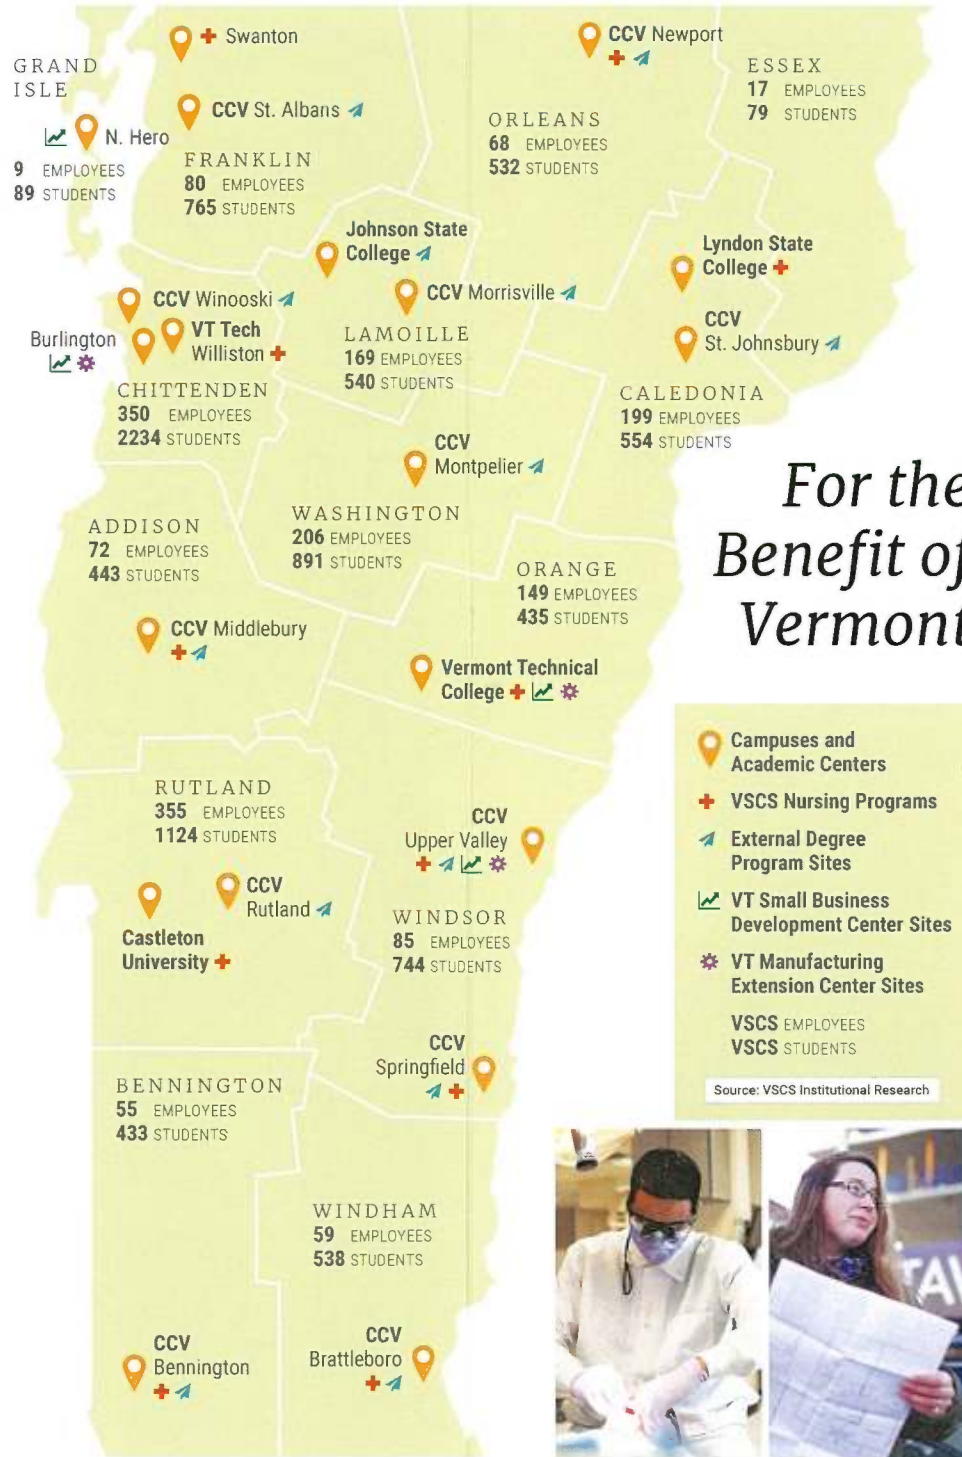 Swanton
CCV Newport
GRAND
ISLE
ESSEX
17 EMPLOYEES
79 STUDENTS
CCV St. Albans
N. Hero
9 EMPLOYEES
89 STUDENTS
FRANKLIN
80 EMPLOYEES
765 STUDENTS
ORLEANS
68 EMPLOYEES
532 STUDENTS
Johnson State
College
Lyndon State
College
CCV Winooski
CCV Morrisville
Burlington
VT Tech
Williston
LAMOILLE
169 EMPLOYEES
540 STUDENTS
CCV
St. Johnsbury
CHITTENDEN
350 EMPLOYEES
2234 STUDENTS
CALEDONIA
199 EMPLOYEES
554 STUDENTS
CCV
Montpelier
For the
Benefit of
Vermont
ADDISON
72 EMPLOYEES
443 STUDENTS
WASHINGTON
206 EMPLOYEES
891 STUDENTS
ORANGE
149 EMPLOYEES
435 STUDENTS
CCV Middlebury
Vermont Technical
College
RUTLAND
355 EMPLOYEES
1124 STUDENTS
CCV
Upper Valley
CCV
Rutland
Castleton
University
WINDSOR
85 EMPLOYEES
744 STUDENTS
CCV
Springfield
BENNINGTON
55 EMPLOYEES
433 STUDENTS
WINDHAM
59 EMPLOYEES
538 STUDENTS
CCV
Bennington
CCV
Brattleboro
Campuses and
Academic Centers
VSCS Nursing Programs
External Degree
Program Sites
VT Small Business
Development Center Sites
VT Manufacturing
Extension Center Sites
VSCS EMPLOYEES
VSCS STUDENTS
Source: VSCS Institutional Research